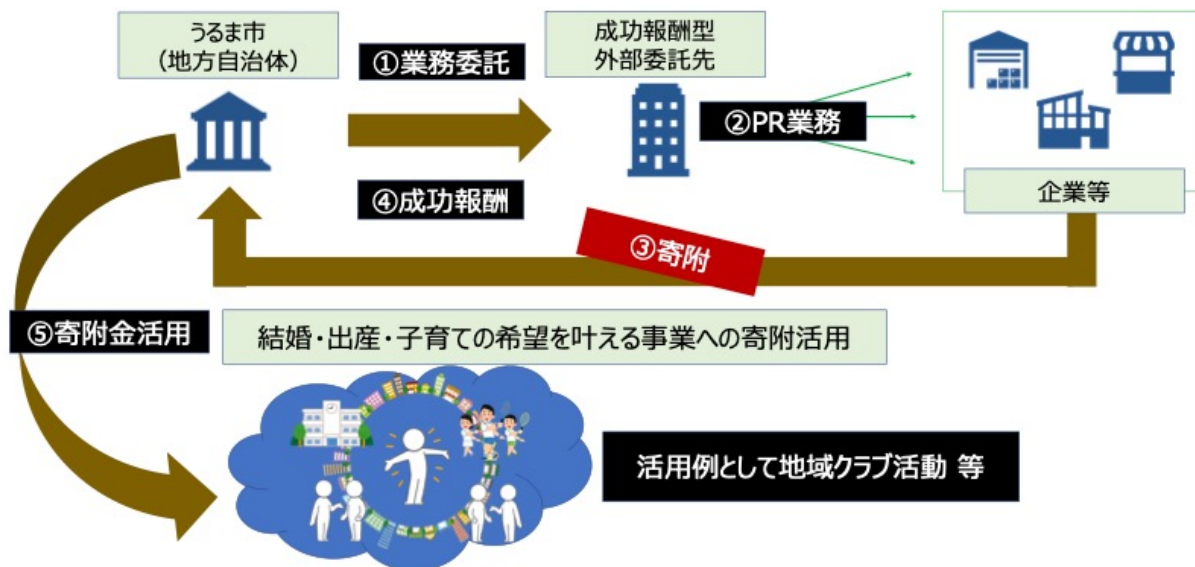 うるま市
（地方自治体）
①業務委託
成功報酬型
外部委託先
②PR業務
企業等
④成功報酬
③寄附
⑤寄附金活用
結婚・出産・子育ての希望を叶える事業への寄附活用
活用例として地域クラブ活動 等